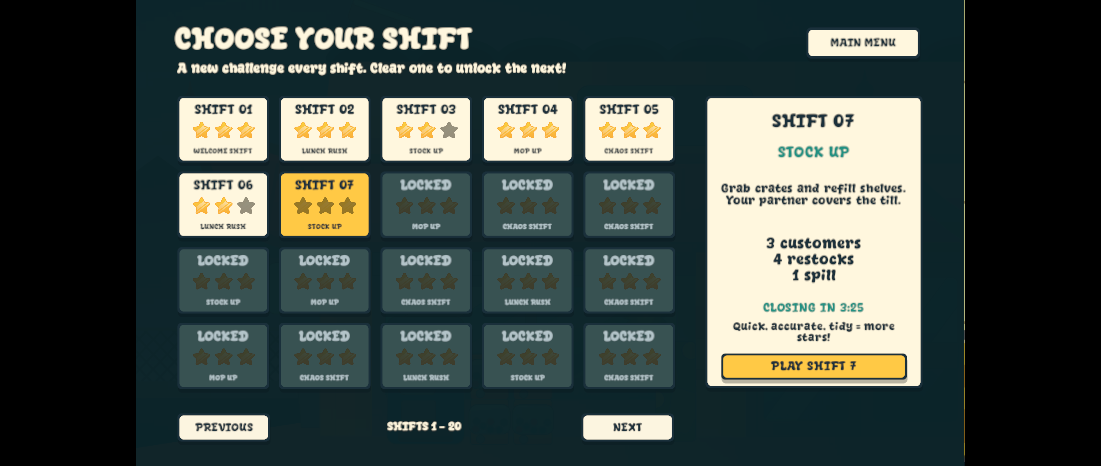 CHOOSE YOUR SHIFT
A new challenge every shift. Clear one to unlock the next!
MAIN MENU
SHIFT 01
WELCOME SHIFT
SHIFT 02
LUNCH RUSH
SHIFT 03
STOCK UP
SHIFT 04
MOP UP
SHIFT 05
CHAOS SHIFT
SHIFT 06
LUNCH RUSH
SHIFT 07
STOCK UP
LOCKED
MOP UP
LOCKED
CHAOS SHIFT
LOCKED
CHAOS SHIFT
LOCKED
STOCK UP
LOCKED
MOP UP
LOCKED
CHAOS SHIFT
LOCKED
LUNCH RUSH
LOCKED
CHAOS SHIFT
LOCKED
MOP UP
LOCKED
CHAOS SHIFT
LOCKED
LUNCH RUSH
LOCKED
STOCK UP
LOCKED
CHAOS SHIFT
PREVIOUS
SHIFTS 1 - 20
NEXT
SHIFT 07
STOCK UP
Grab crates and refill shelves.
Your partner covers the till.
3 customers
4 restocks
1 spill
CLOSING IN 3:25
Quick, accurate, tidy = more
stars!
PLAY SHIFT 7